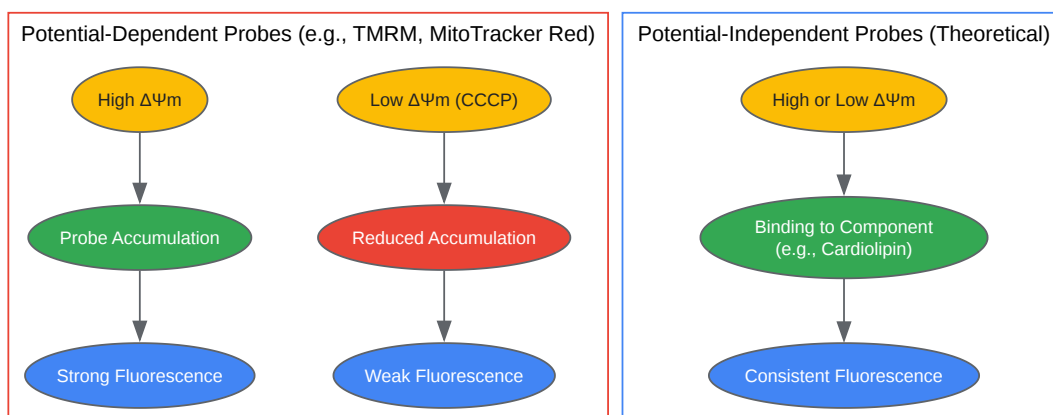 Potential-Dependent Probes (e.g., TMRM, MitoTracker Red)
High ΔΨm
Low ΔΨm (CCCP)
Probe Accumulation
Reduced Accumulation
Strong Fluorescence
Weak Fluorescence
Potential-Independent Probes (Theoretical)
High or Low ΔΨm
Binding to Component
(e.g., Cardiolipin)
Consistent Fluorescence